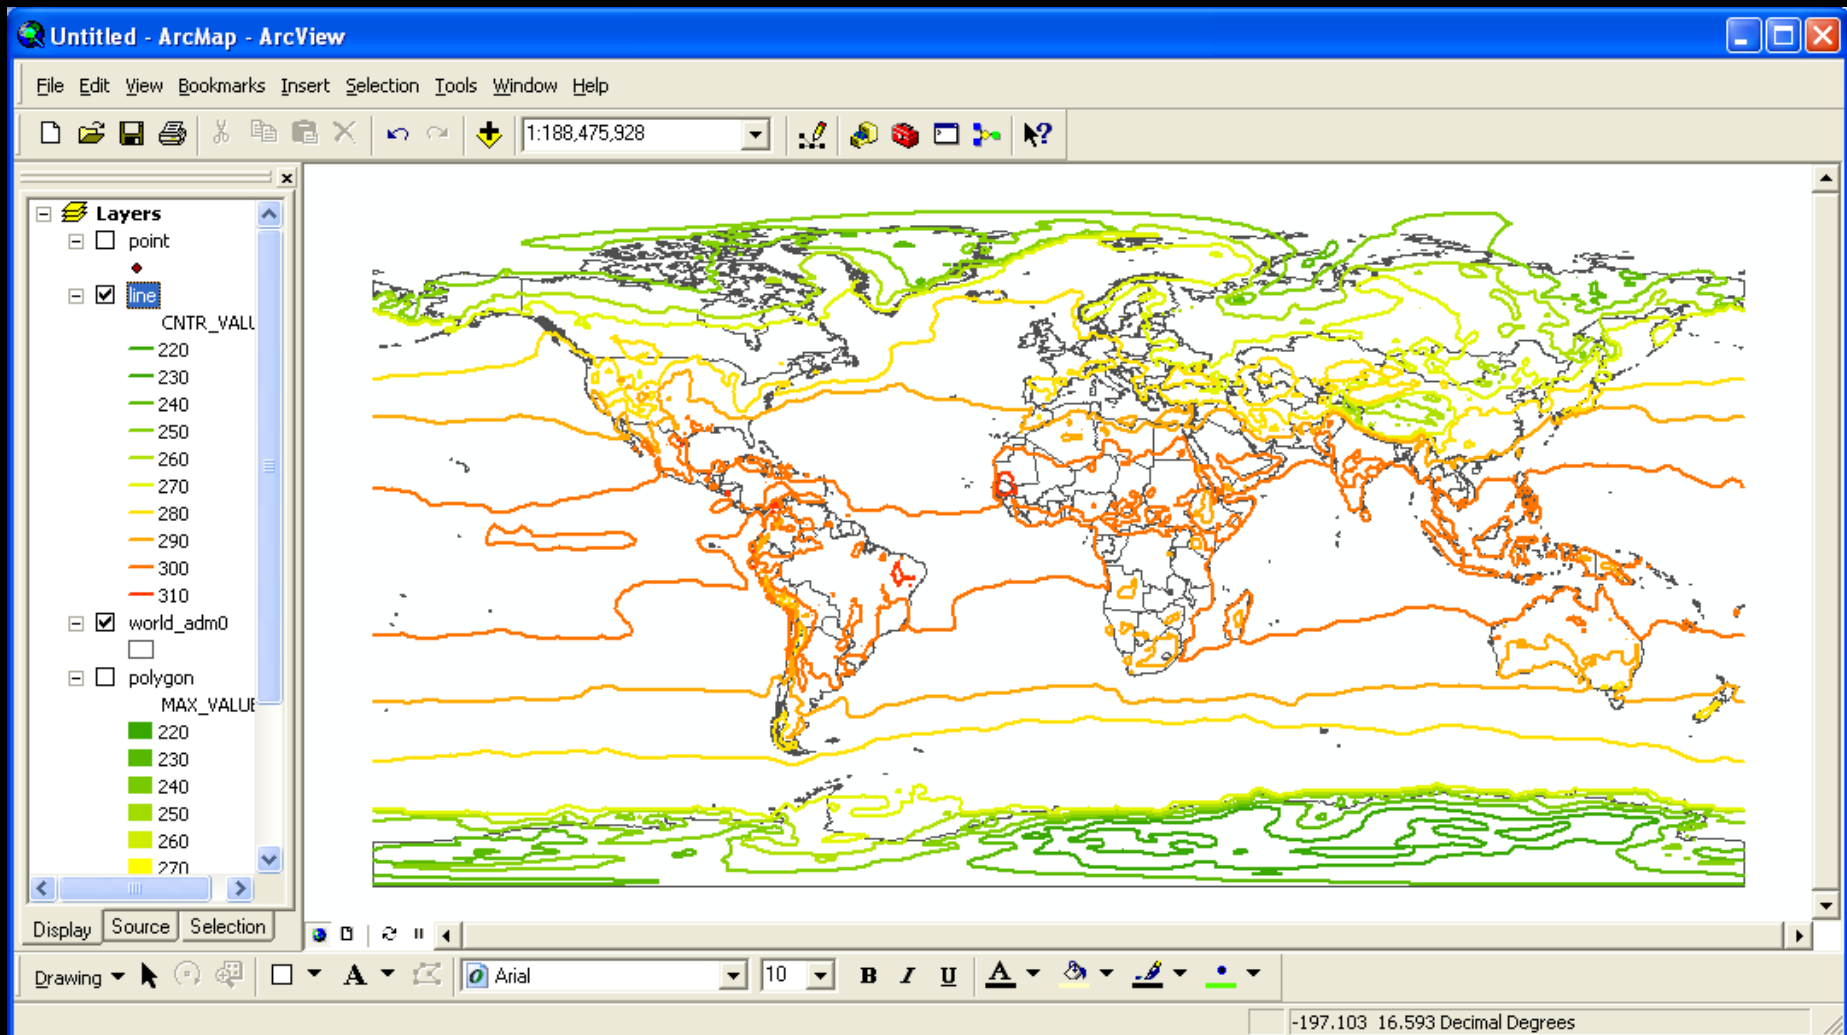 Untitled - ArcMap - ArcView
File Edit View Bookmarks Insert Selection Tools Window Help
1:188,475,928
Layers
point
line
CNTR_VALU
220
230
240
250
260
270
280
290
300
310
world_adm0
polygon
MAX_VALUE
220
230
240
250
260
270
Display Source Selection
Drawing A Arial 10 B I U A
-197.103 16.593 Decimal Degrees